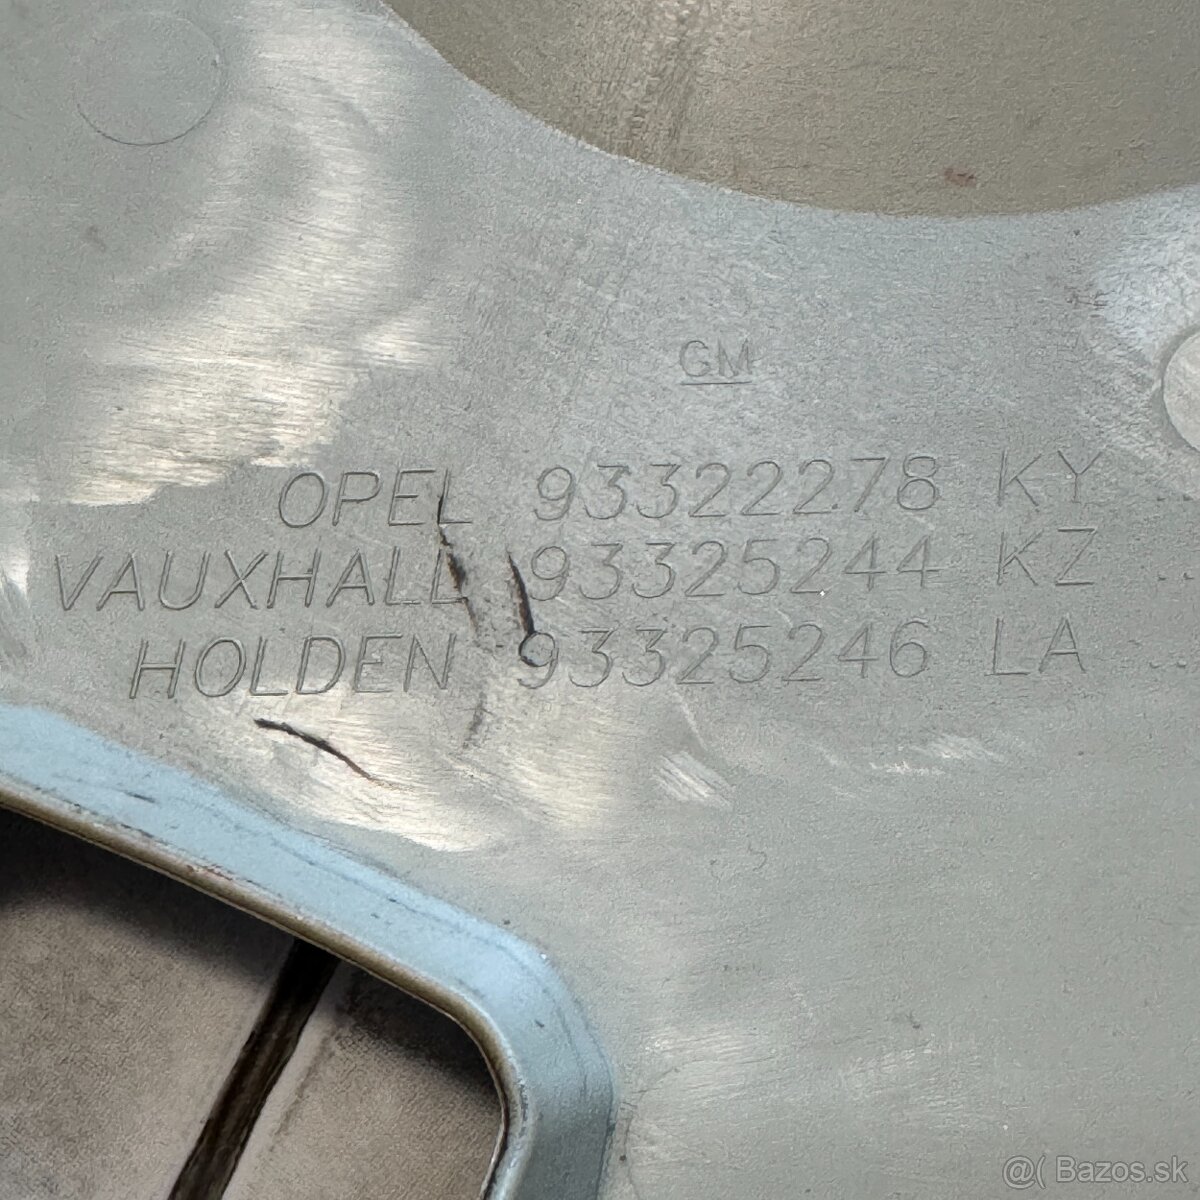 GM
OPEL 93322278 KY
VAUXHALL 93325244 KZ
HOLDEN 93325246 LA
@( Bazos.sk